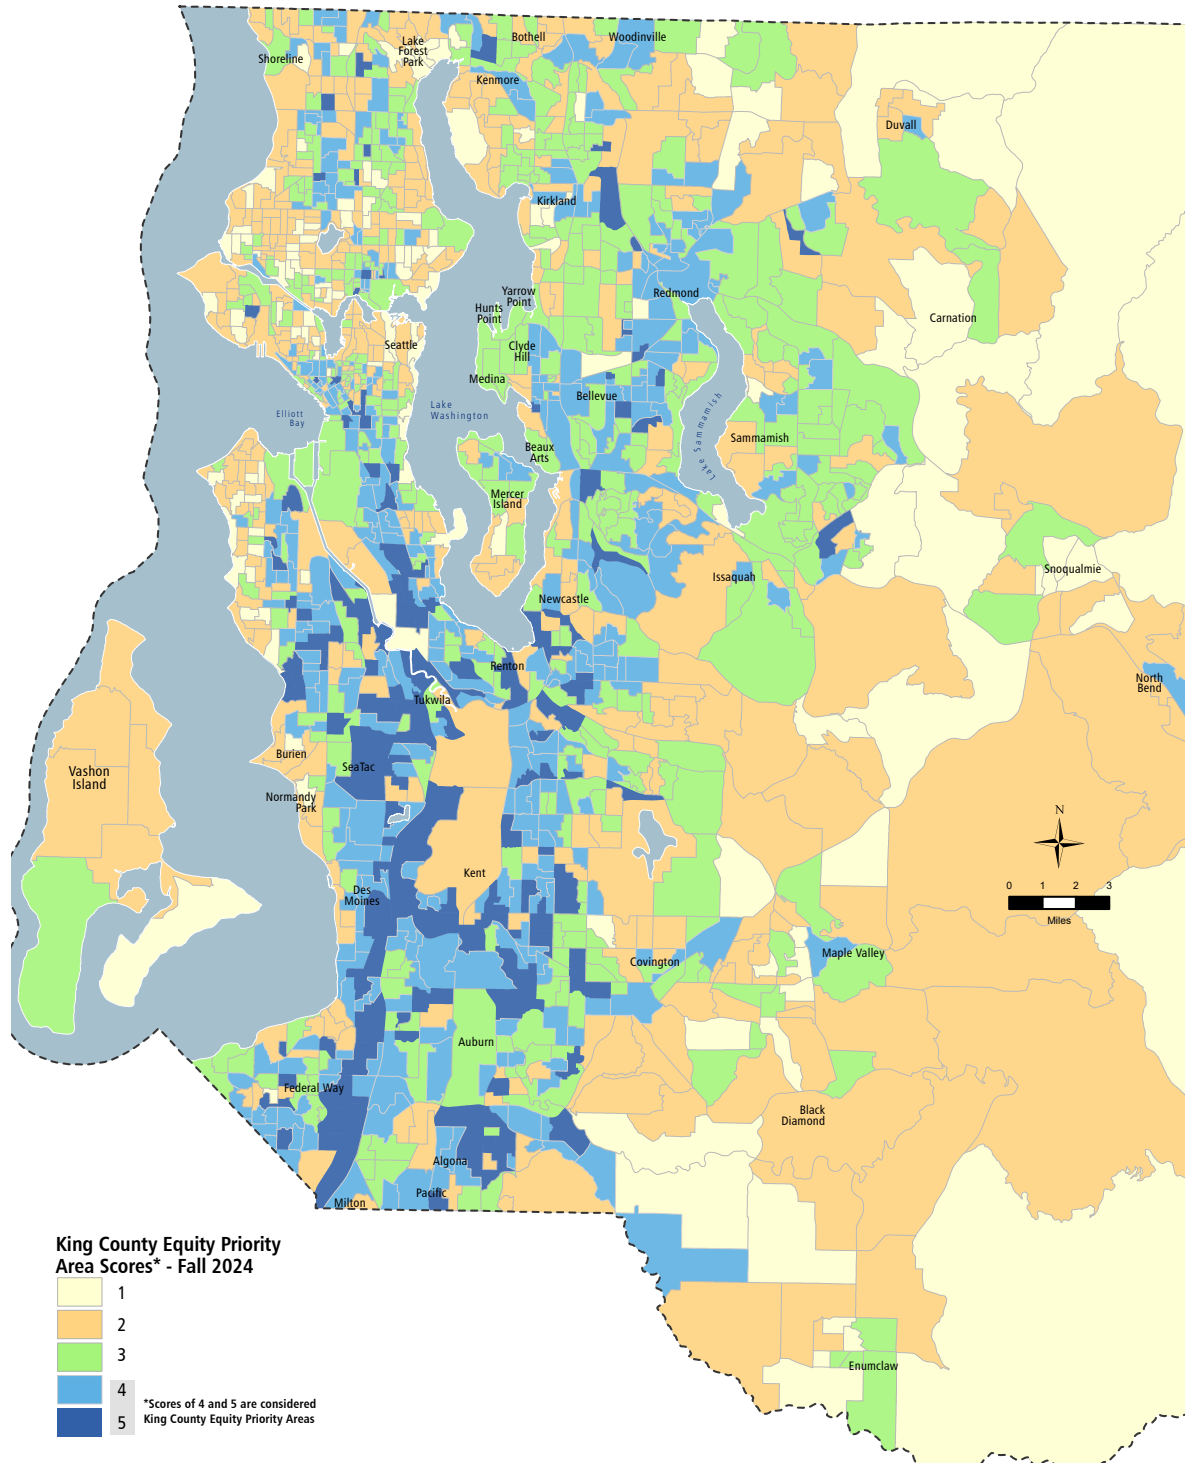 Lake
Forest
Park
Bothell
Woodinville
Shoreline
Kenmore
Duvall
Kirkland
Yarrow
Point
Redmond
Hunts
Point
Carnation
Seattle
Clyde
Hill
Medina
Bellevue
Lake
Washington
Elliott
Bay
Lake Sammamish
Sammamish
Beaux
Arts
Mercer
Island
Snoqualmie
Issaquah
Newcastle
Renton
North
Bend
Tukwila
Burien
SeaTac
Vashon
Island
Normandy
Park
N
Kent
Des
Moines
0 1 2 3
Miles
Maple Valley
Covington
Auburn
Federal Way
Black
Diamond
Algona
Pacific
Milton
King County Equity Priority
Area Scores* - Fall 2024
1
2
3
4
5
*Scores of 4 and 5 are considered
King County Equity Priority Areas
Enumclaw